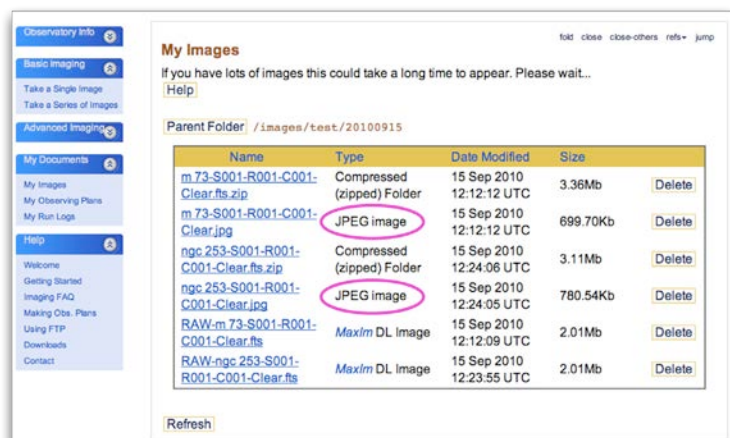 Observatory Info
Basic Imaging
Take a Single Image
Take a Series of Images
Advanced Imaging
My Documents
My Images
My Observing Plans
My Run Logs
Help
Welcome
Getting Started
Imaging FAQ
Making Obs. Plans
Using FTP
Downloads
Contact
fold close close-others refs jump
My Images
If you have lots of images this could take a long time to appear. Please wait...
Help
Parent Folder /images/test/20100915
Name Type Date Modified Size
m 73-S001-R001-C001- Compressed 15 Sep 2010
Clear.fts.zip (zipped) Folder 12:12:12 UTC 3.36Mb Delete
m 73-S001-R001-C001- JPEG image 15 Sep 2010
Clear.jpg 12:12:12 UTC 699.70Kb Delete
ngc 253-S001-R001- Compressed 15 Sep 2010
C001-Clear.fts.zip (zipped) Folder 12:24:06 UTC 3.11Mb Delete
ngc 253-S001-R001- JPEG image 15 Sep 2010
C001-Clear.jpg 12:24:05 UTC 780.54Kb Delete
RAW-m 73-S001-R001- MaxIm DL Image 15 Sep 2010
C001-Clear.fts 12:12:09 UTC 2.01Mb Delete
RAW-ngc 253-S001- MaxIm DL Image 15 Sep 2010
R001-C001-Clear.fts 12:23:55 UTC 2.01Mb Delete
Refresh